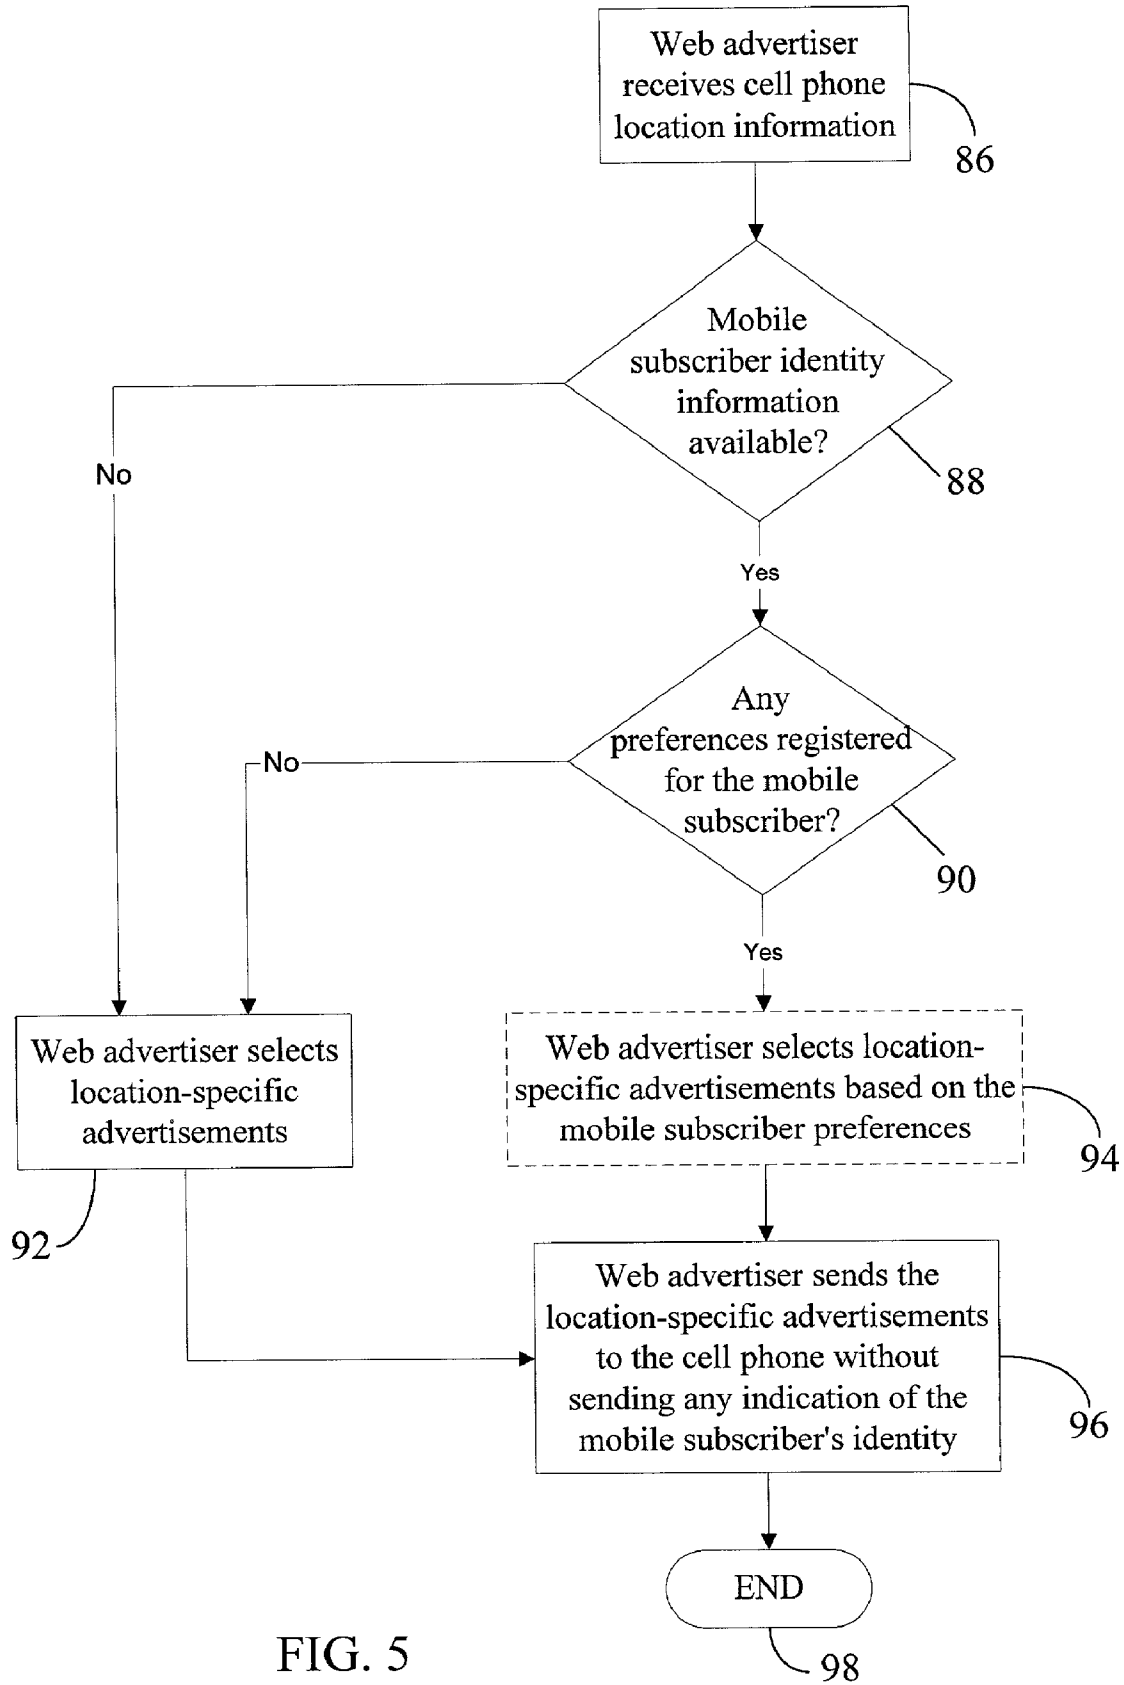 Web advertiser
receives cell phone
location information
86
Mobile
subscriber identity
information
available?
88
No
Yes
Any
preferences registered
for the mobile
subscriber?
90
No
Yes
Web advertiser selects
location-specific
advertisements
92
Web advertiser selects location-
specific advertisements based on the
mobile subscriber preferences
94
Web advertiser sends the
location-specific advertisements
to the cell phone without
sending any indication of the
mobile subscriber's identity
96
END
98
FIG. 5